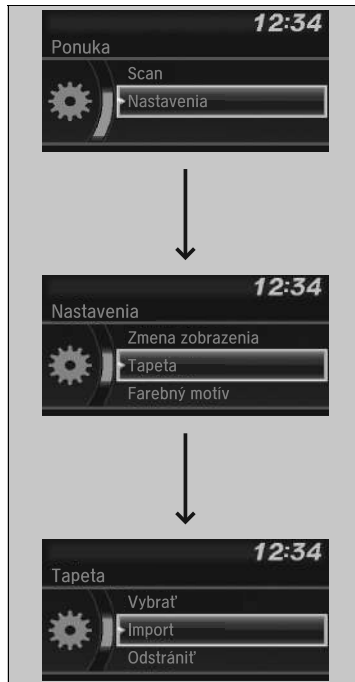 12:34
Ponuka
Scan
Nastavenia
12:34
Nastavenia
Zmena zobrazenia
Tapeta
Farebný motív
12:34
Tapeta
Vybrať
Import
Odstrániť